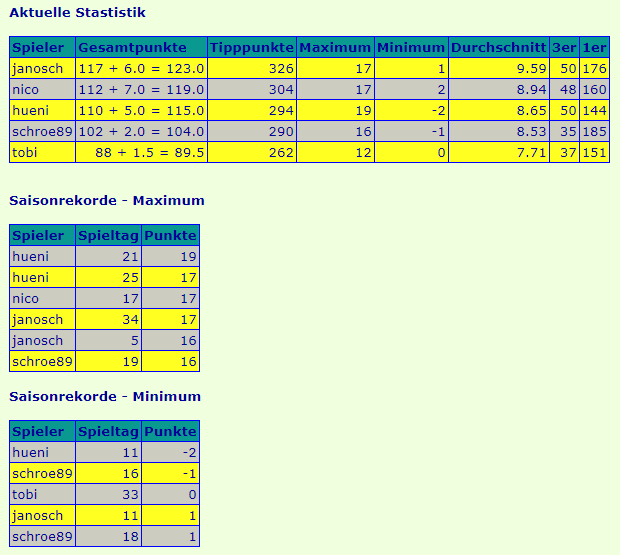 Aktuelle Stastistik
Spieler Gesamtpunkte Tipppunkte Maximum Minimum Durchschnitt 3er 1er
janosch 117 + 6.0 = 123.0 326 17 1 9.59 50 176
nico 112 + 7.0 = 119.0 304 17 2 8.94 48 160
hueni 110 + 5.0 = 115.0 294 19 -2 8.65 50 144
schroe89 102 + 2.0 = 104.0 290 16 -1 8.53 35 185
tobi 88 + 1.5 = 89.5 262 12 0 7.71 37 151
Saisonrekorde - Maximum
Spieler Spieltag Punkte
hueni 21 19
hueni 25 17
nico 17 17
janosch 34 17
janosch 5 16
schroe89 19 16
Saisonrekorde - Minimum
Spieler Spieltag Punkte
hueni 11 -2
schroe89 16 -1
tobi 33 0
janosch 11 1
schroe89 18 1